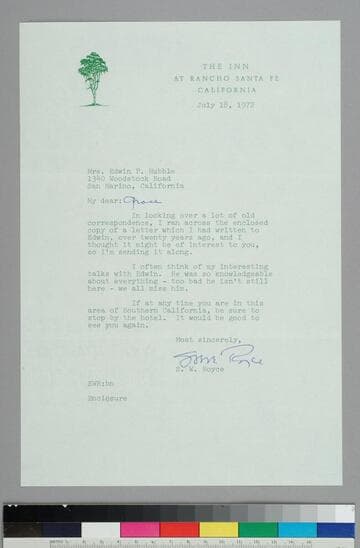 THE INN
AT RANCHO SANTA FE
CALIFORNIA
July 18, 1972
Mrs. Edwin P. Hubble
1340 Woodstock Road
San Marino, California
My dear: Grace
In looking over a lot of old
correspondence, I ran across the enclosed
copy of a letter which I had written to
Edwin, over twenty years ago, and I
thought it might be of interest to you,
so I'm sending it along.
I often think of my interesting
talks with Edwin. He was so knowledgeable
about everything - too bad he isn't still
here - we all miss him.
If at any time you are in this
area of Southern California, be sure to
stop by the hotel. It would be good to
see you again.
Most sincerely,
Steve Royce
S. W. Royce
SWR:bn
Enclosure